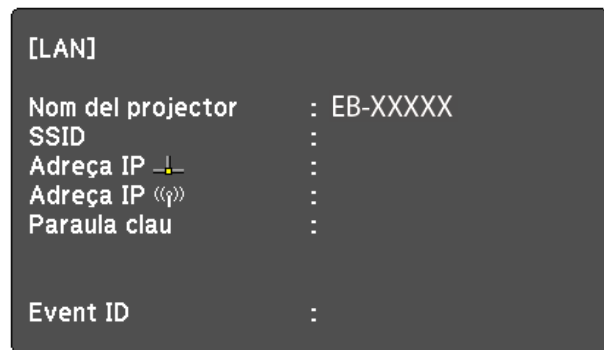 [LAN]
Nom del projector : EB-XXXXX
SSID :
Adreça IP :
Adreça IP :
Paraula clau :
Event ID :